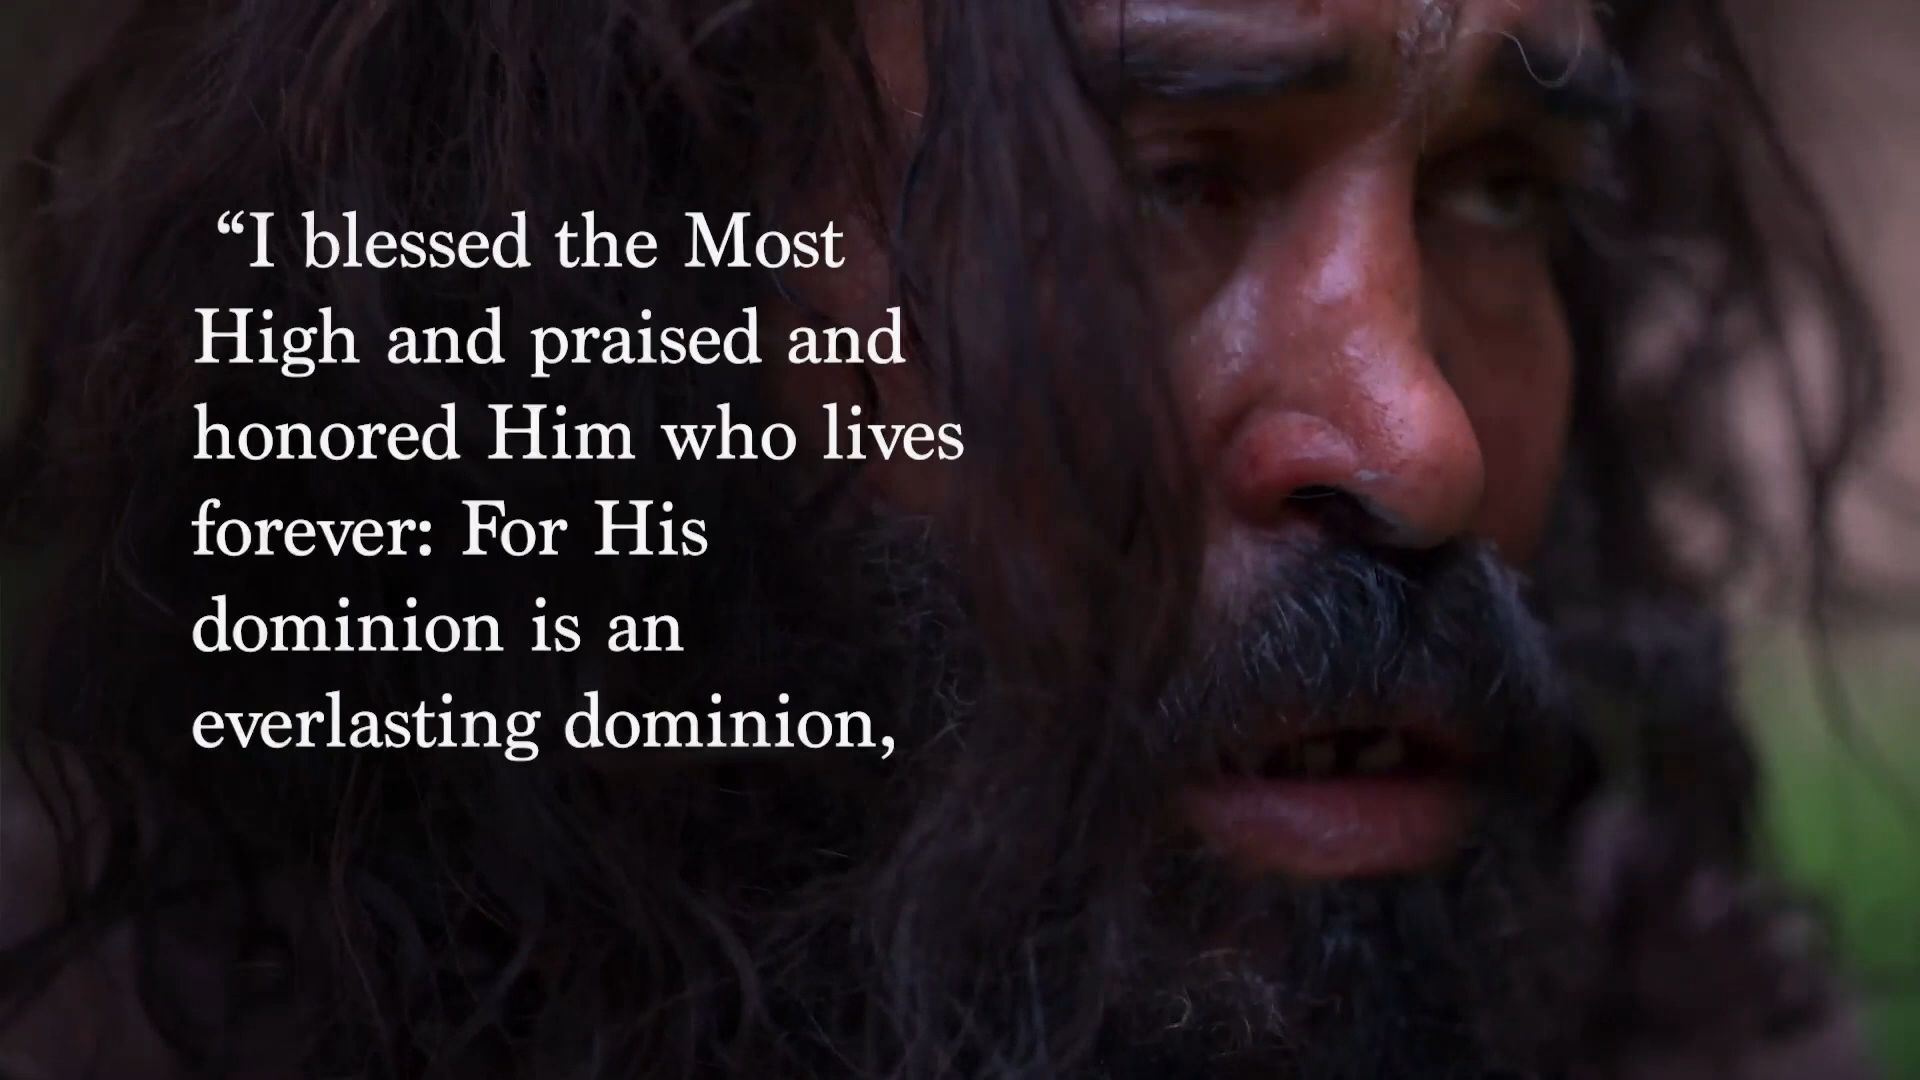 “I blessed the Most
High and praised and
honored Him who lives
forever: For His
dominion is an
everlasting dominion,